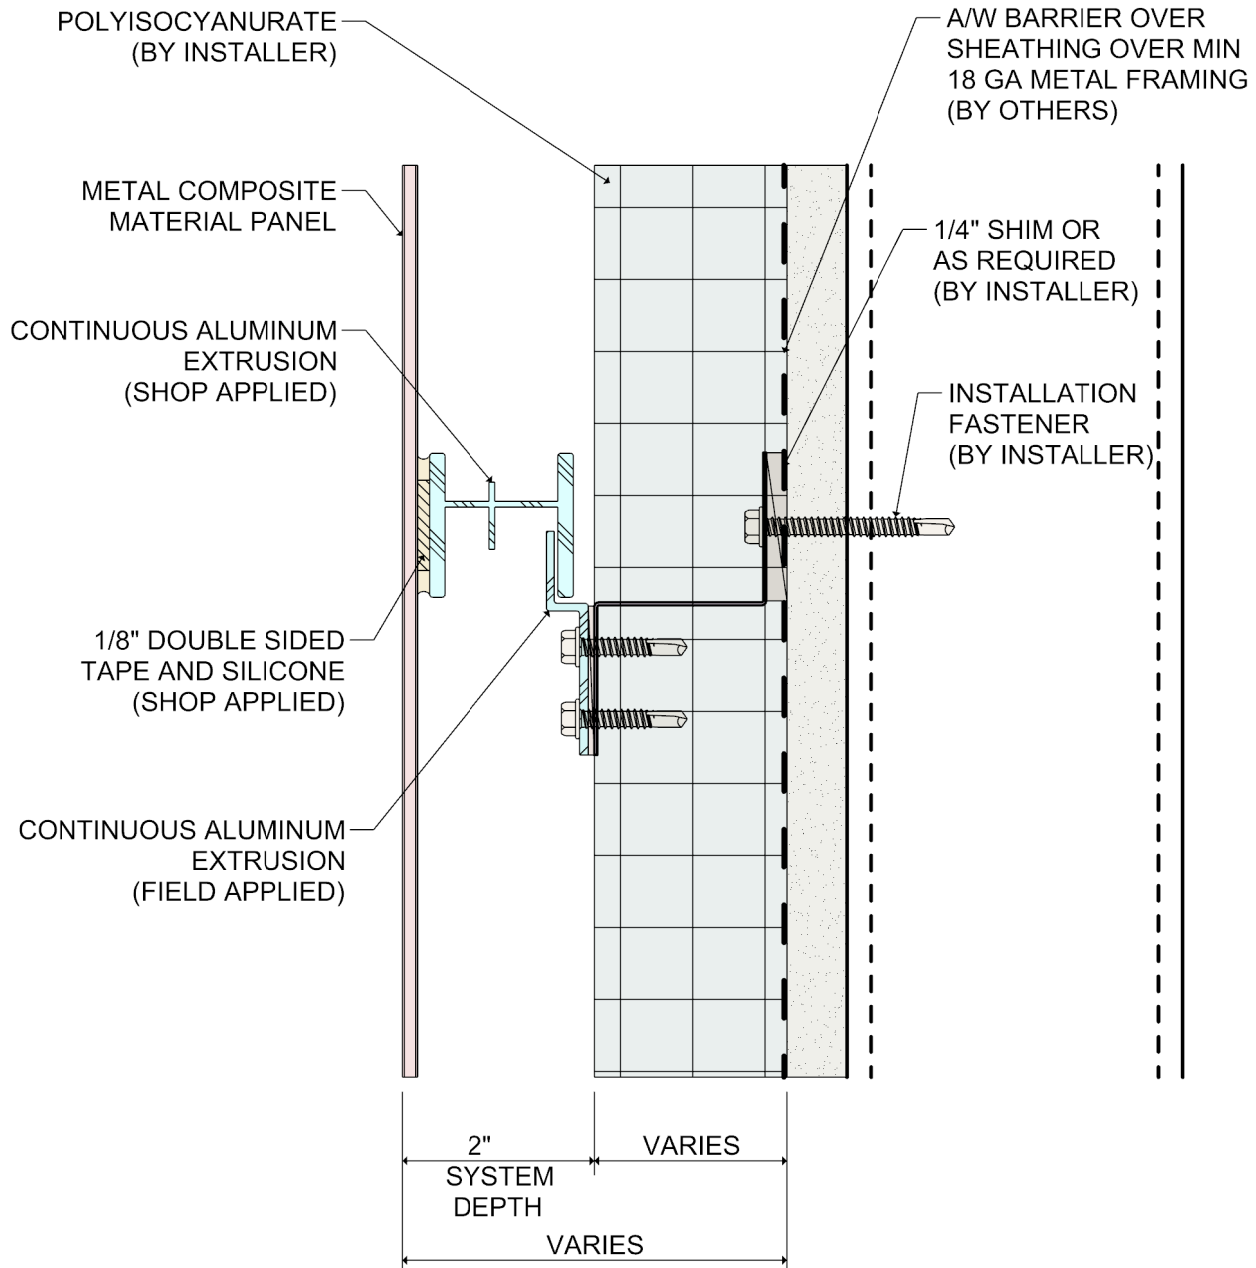 POLYISOCYANURATE
(BY INSTALLER)
A/W BARRIER OVER
SHEATHING OVER MIN
18 GA METAL FRAMING
(BY OTHERS)
METAL COMPOSITE
MATERIAL PANEL
1/4" SHIM OR
AS REQUIRED
(BY INSTALLER)
CONTINUOUS ALUMINUM
EXTRUSION
(SHOP APPLIED)
INSTALLATION
FASTENER
(BY INSTALLER)
1/8" DOUBLE SIDED
TAPE AND SILICONE
(SHOP APPLIED)
CONTINUOUS ALUMINUM
EXTRUSION
(FIELD APPLIED)
2"
SYSTEM
DEPTH
VARIES
VARIES